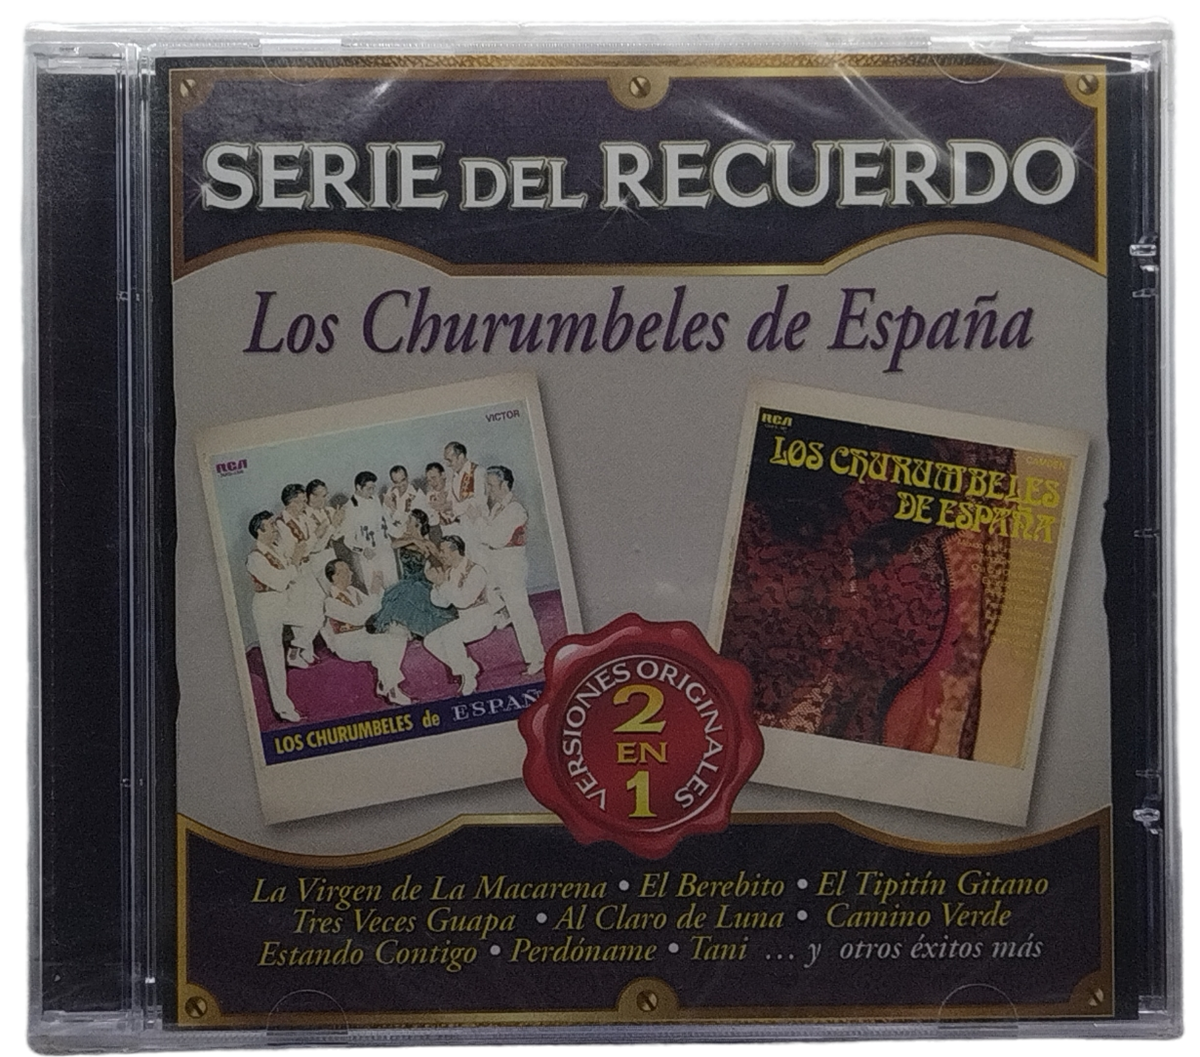 SERIE DEL RECUERDO
Los Churumbeles de España
RCA
VICTOR
LOS CHURUMBELES de ESPAÑ
RCA
CAMDEN
LOS CHURUMBELES
DE ESPAÑA
VERSIONES ORIGINALES
2
EN
1
La Virgen de La Macarena • El Berebito • El Tipitín Gitano
Tres Veces Guapa • Al Claro de Luna • Camino Verde
Estando Contigo • Perdóname • Tani ... y otros éxitos más